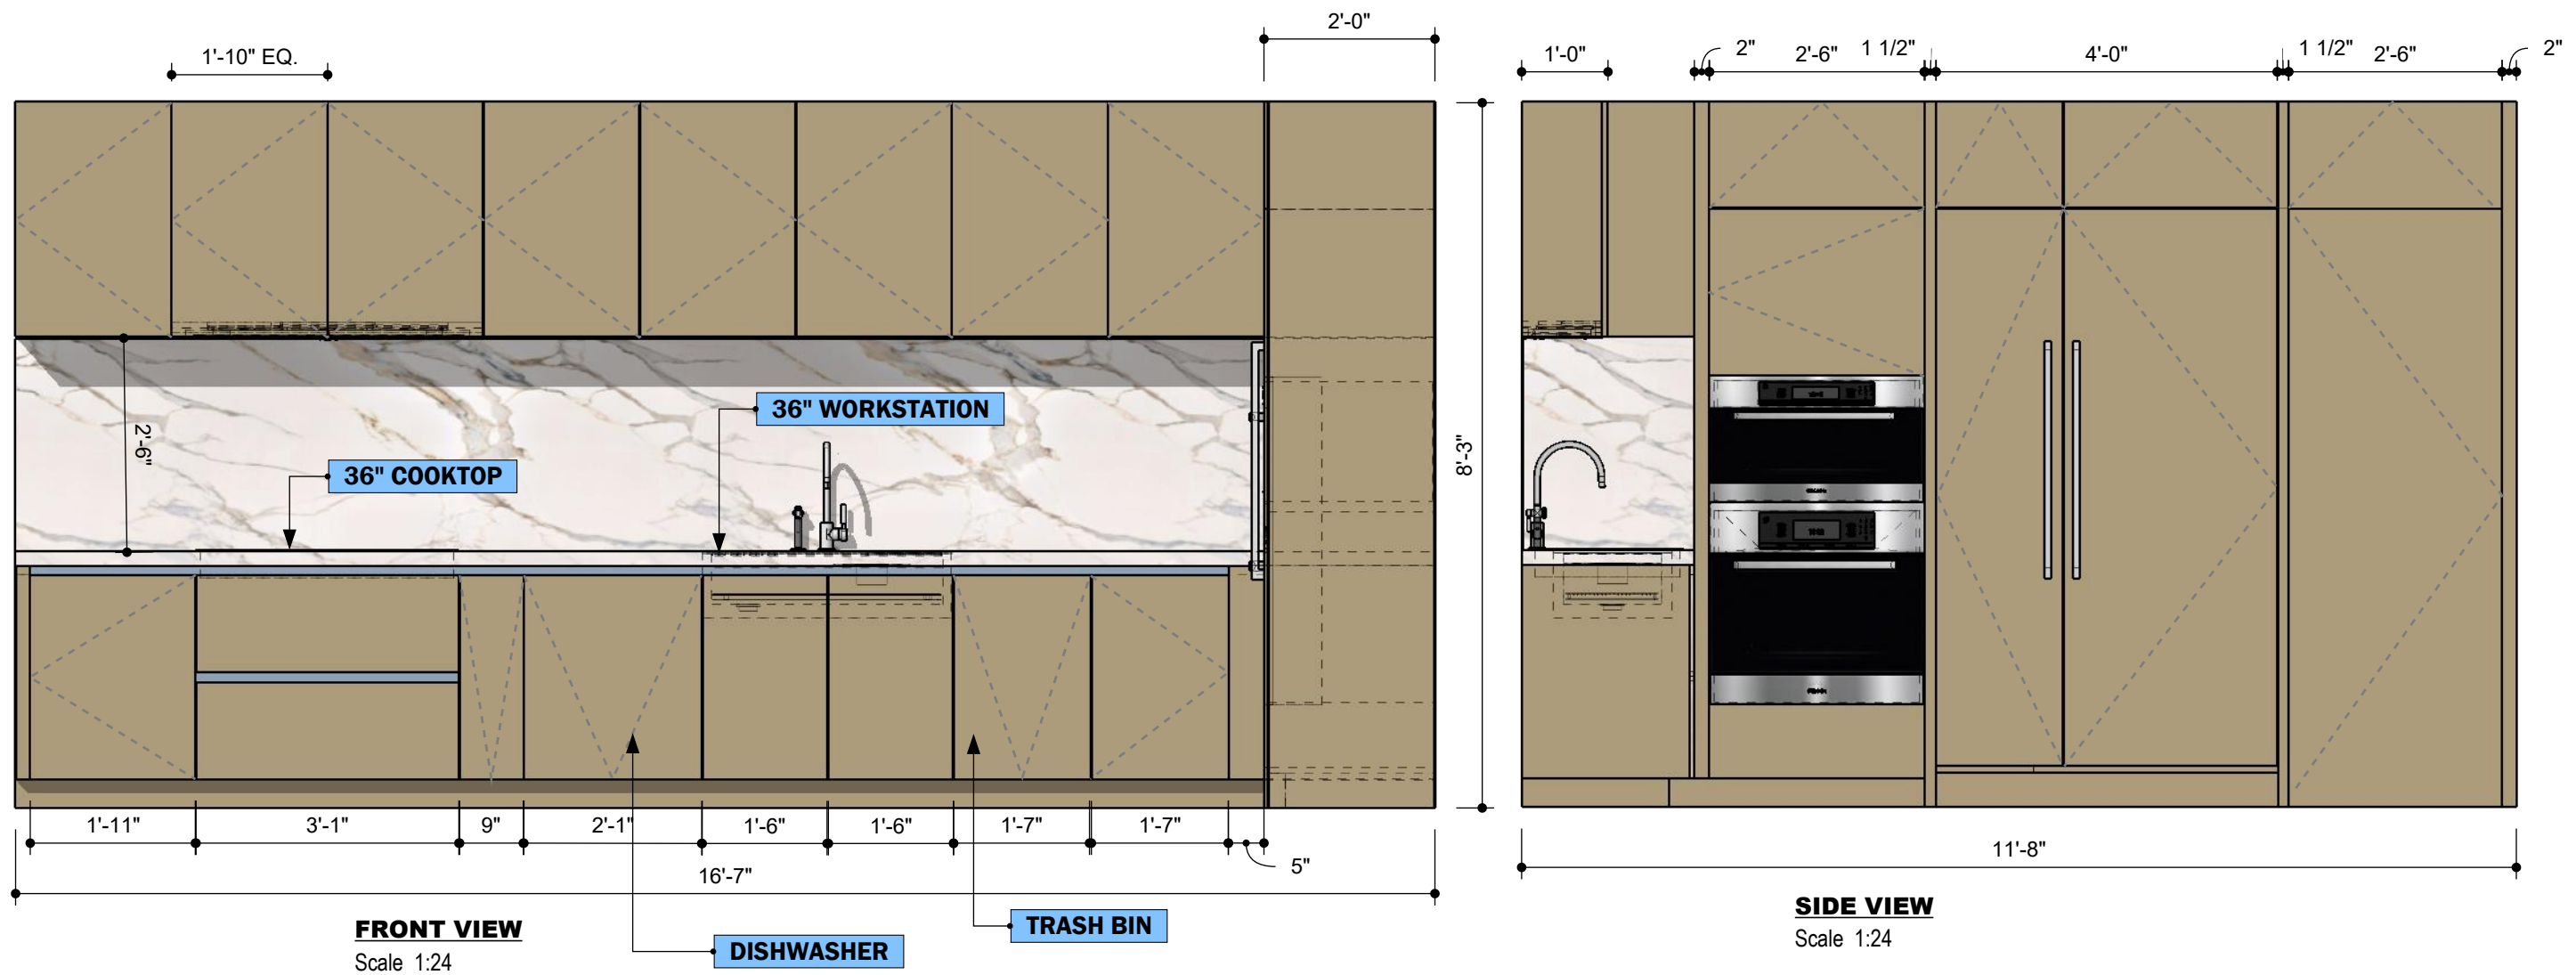 2'-0"
1'-10" EQ.
1'-0"
2"
2'-6"
1 1/2"
4'-0"
1 1/2"
2'-6"
2"
36" WORKSTATION
2'-6"
36" COOKTOP
8'-3"
1'-11"
3'-1"
9"
2'-1"
1'-6"
1'-6"
1'-7"
1'-7"
5"
16'-7"
11'-8"
FRONT VIEW
Scale 1:24
DISHWASHER
TRASH BIN
SIDE VIEW
Scale 1:24